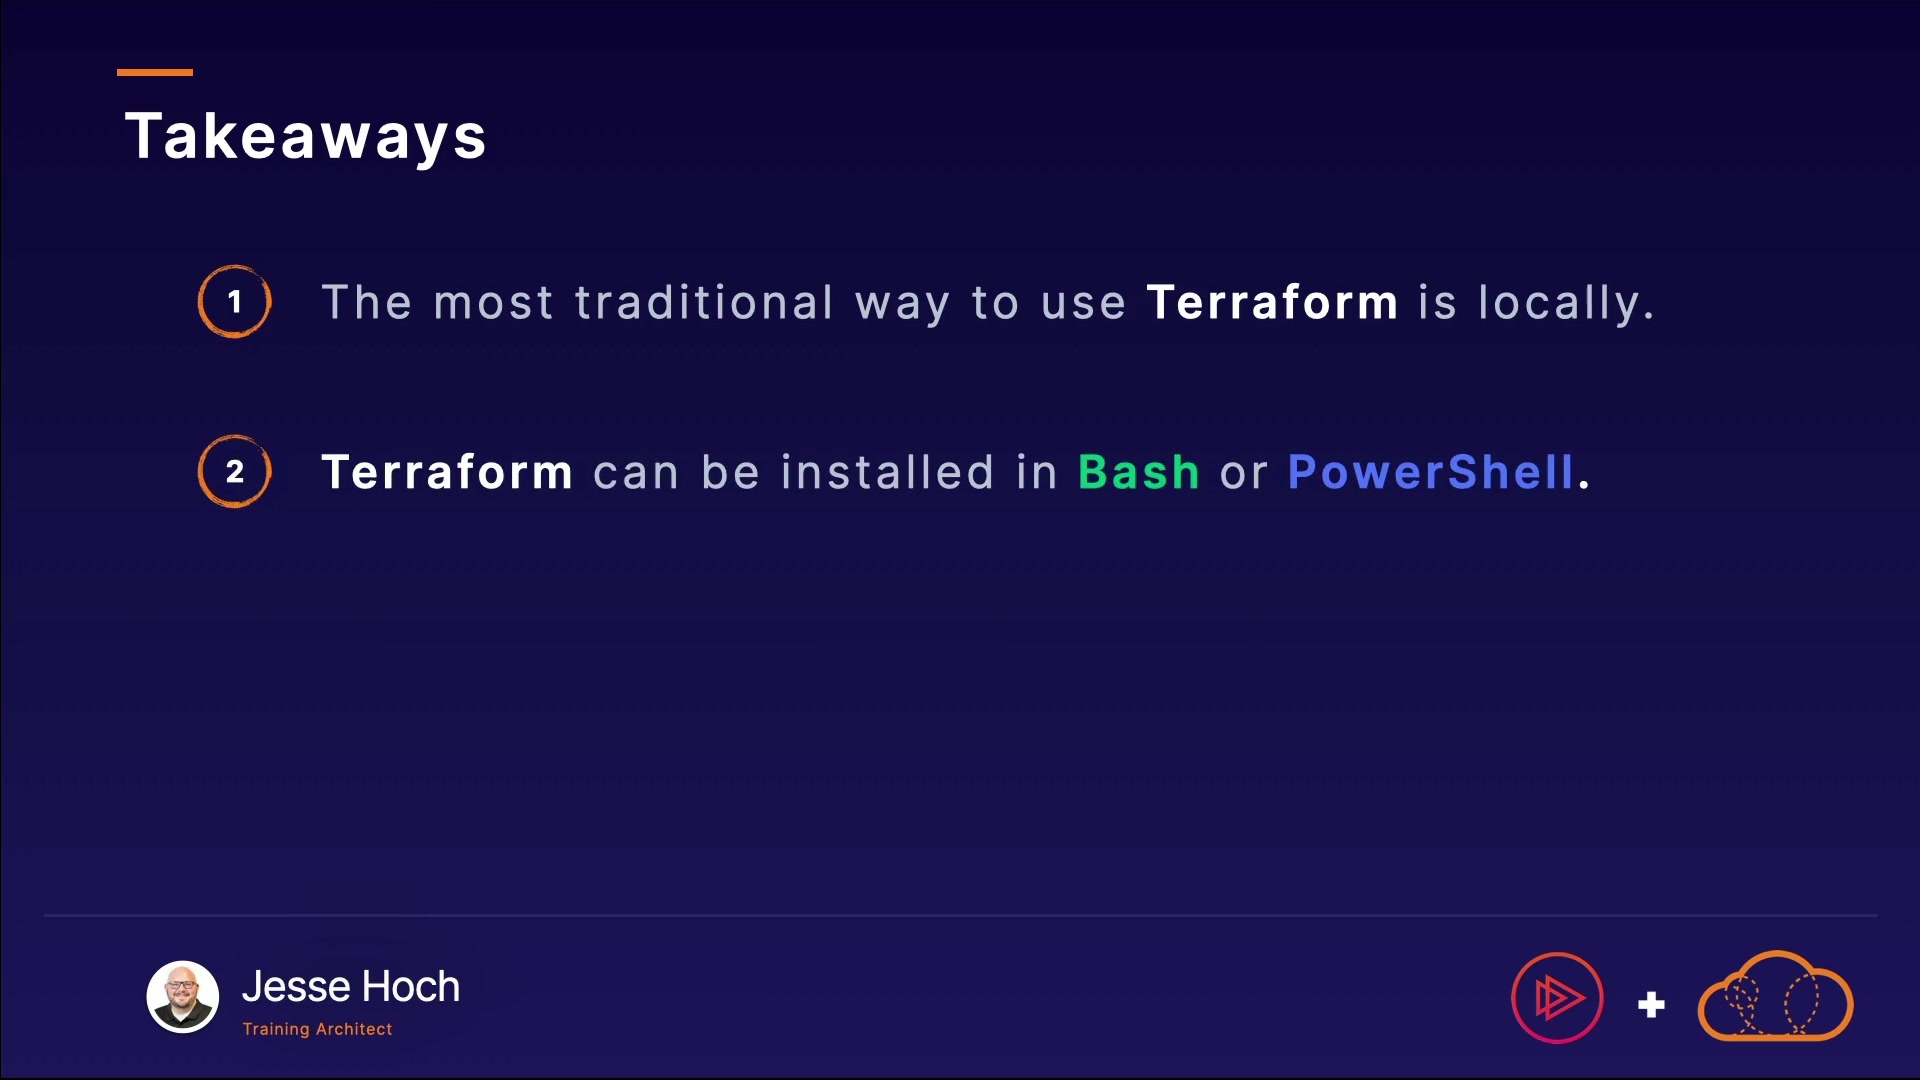 Takeaways
1 The most traditional way to use Terraform is locally.
2 Terraform can be installed in Bash or PowerShell.
Jesse Hoch
Training Architect